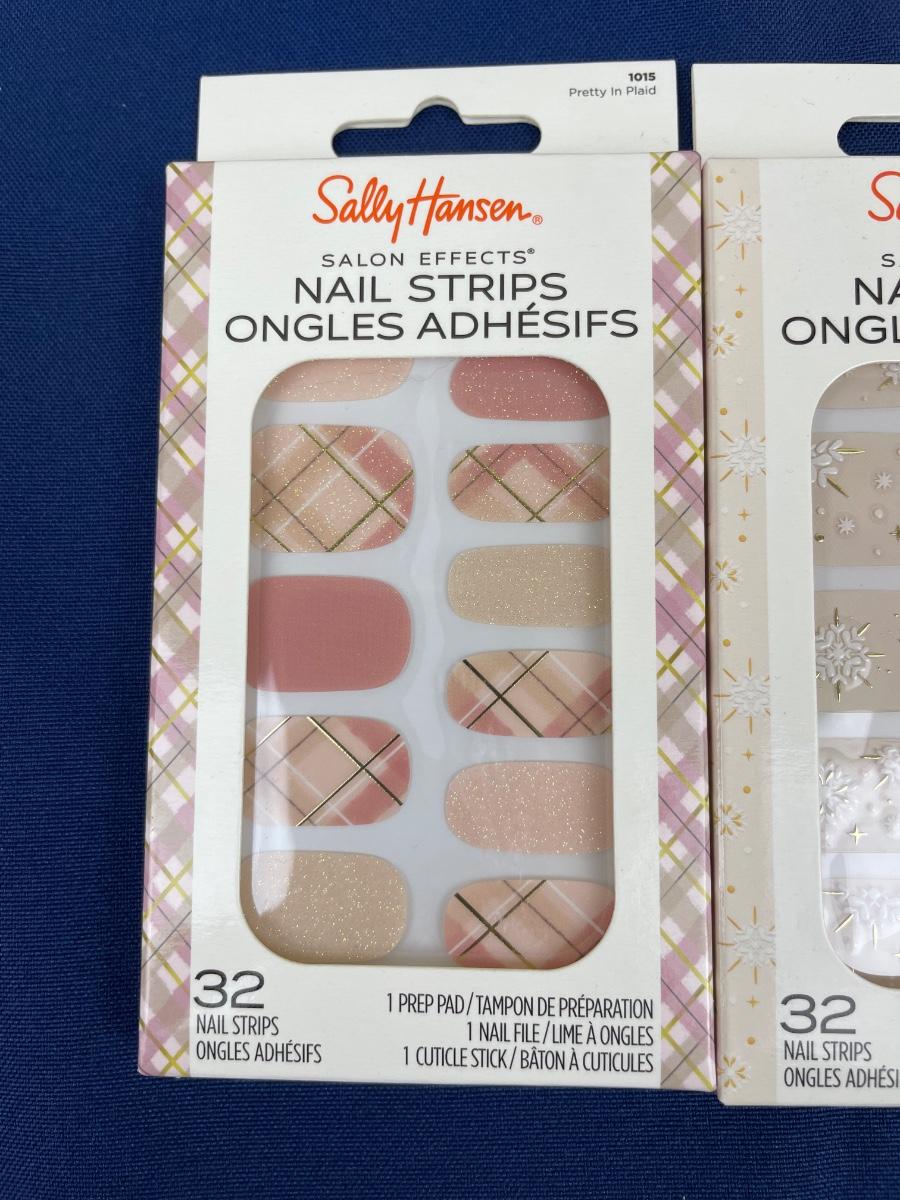 1015
Pretty In Plaid
Sally Hansen®
SALON EFFECTS®
NAIL STRIPS
ONGLES ADHÉSIFS
32
NAIL STRIPS
ONGLES ADHÉSIFS
1 PREP PAD / TAMPON DE PRÉPARATION
1 NAIL FILE / LIME À ONGLES
1 CUTICLE STICK / BÂTON À CUTICULES
32
NAIL STRIPS